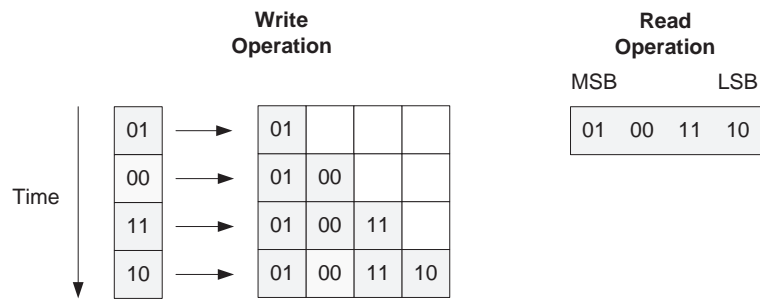 Write
Operation
Read
Operation
MSB LSB
01 00 11 10
Time
01 01
00 01 00
11 01 00 11
10 01 00 11 10